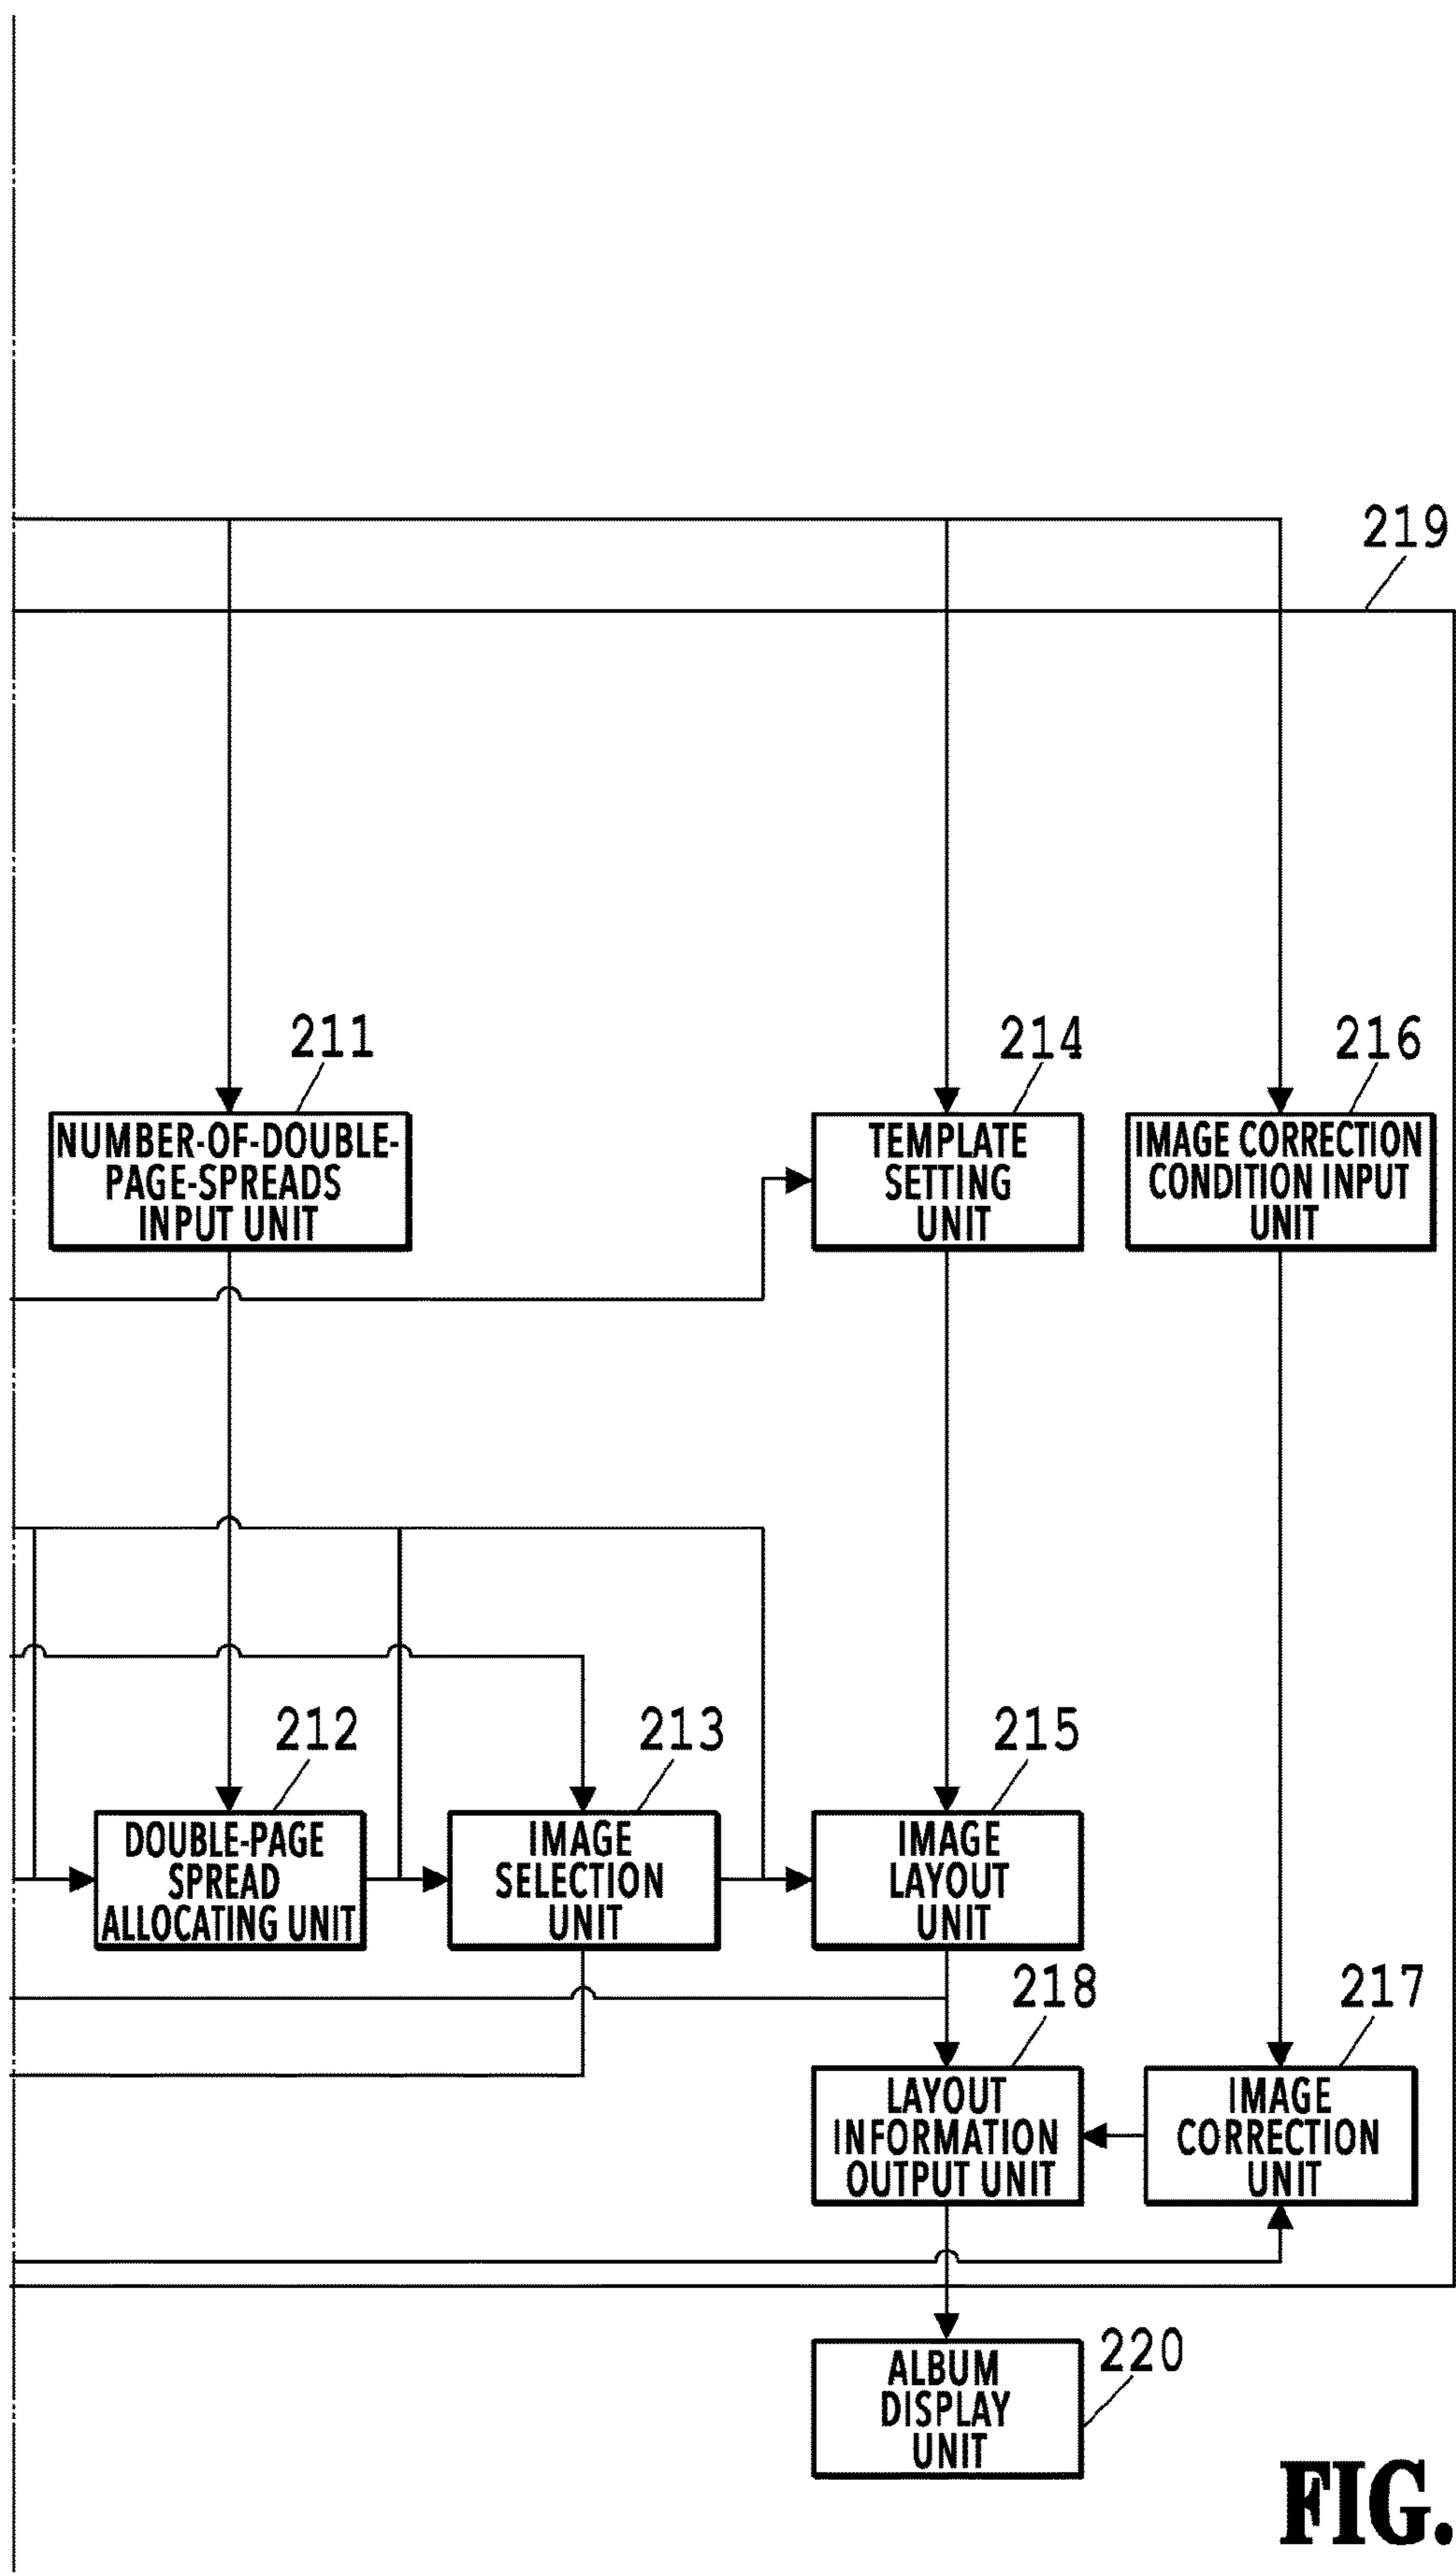 219
211
214
216
NUMBER-OF-DOUBLE-
PAGE-SPREADS
INPUT UNIT
TEMPLATE
SETTING
UNIT
IMAGE CORRECTION
CONDITION INPUT
UNIT
212
213
215
DOUBLE-PAGE
SPREAD
ALLOCATING UNIT
IMAGE
SELECTION
UNIT
IMAGE
LAYOUT
UNIT
218
217
LAYOUT
INFORMATION
OUTPUT UNIT
IMAGE
CORRECTION
UNIT
220
ALBUM
DISPLAY
UNIT
FIG.